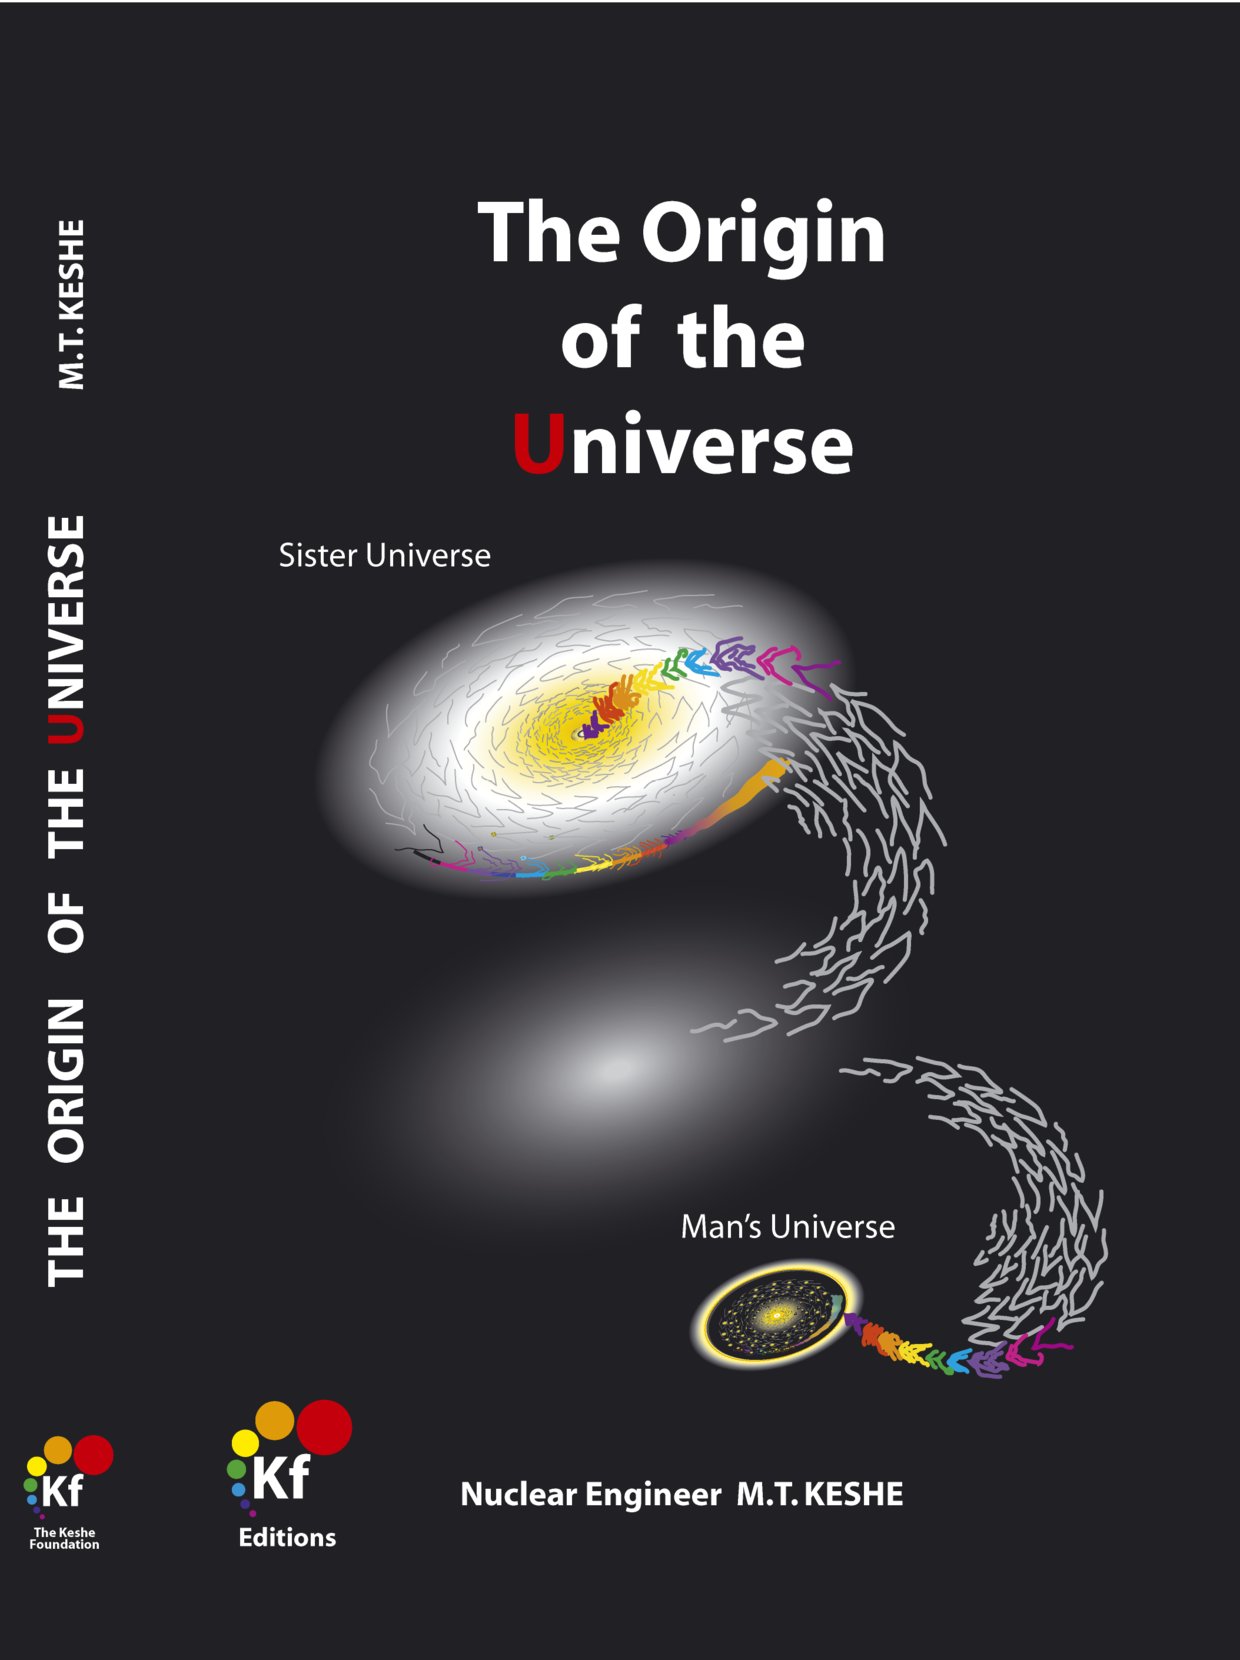 M.T. KESHE
THE ORIGIN OF THE UNIVERSE
Kf
The Keshe
Foundation
The Origin
of the
Universe
Sister Universe
Man's Universe
Kf
Editions
Nuclear Engineer M.T. KESHE